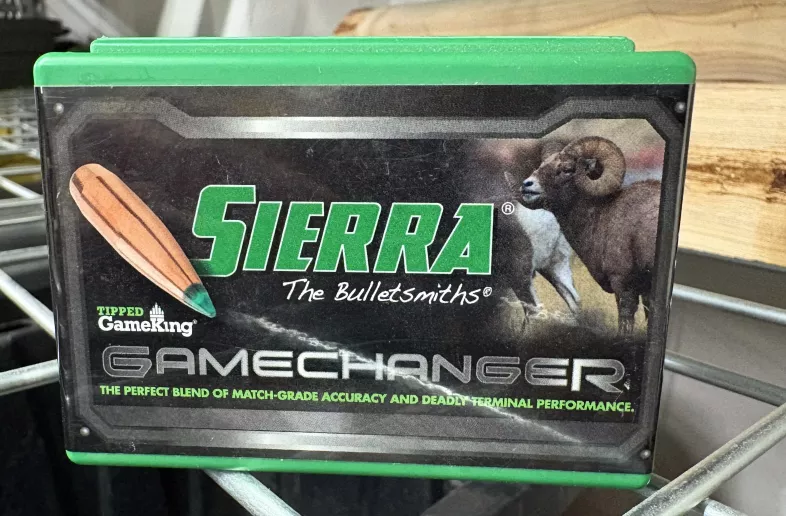 SIERRA®
The Bulletsmiths®
TIPPED
GameKing®
GAMECHANGER
THE PERFECT BLEND OF MATCH-GRADE ACCURACY AND DEADLY TERMINAL PERFORMANCE.